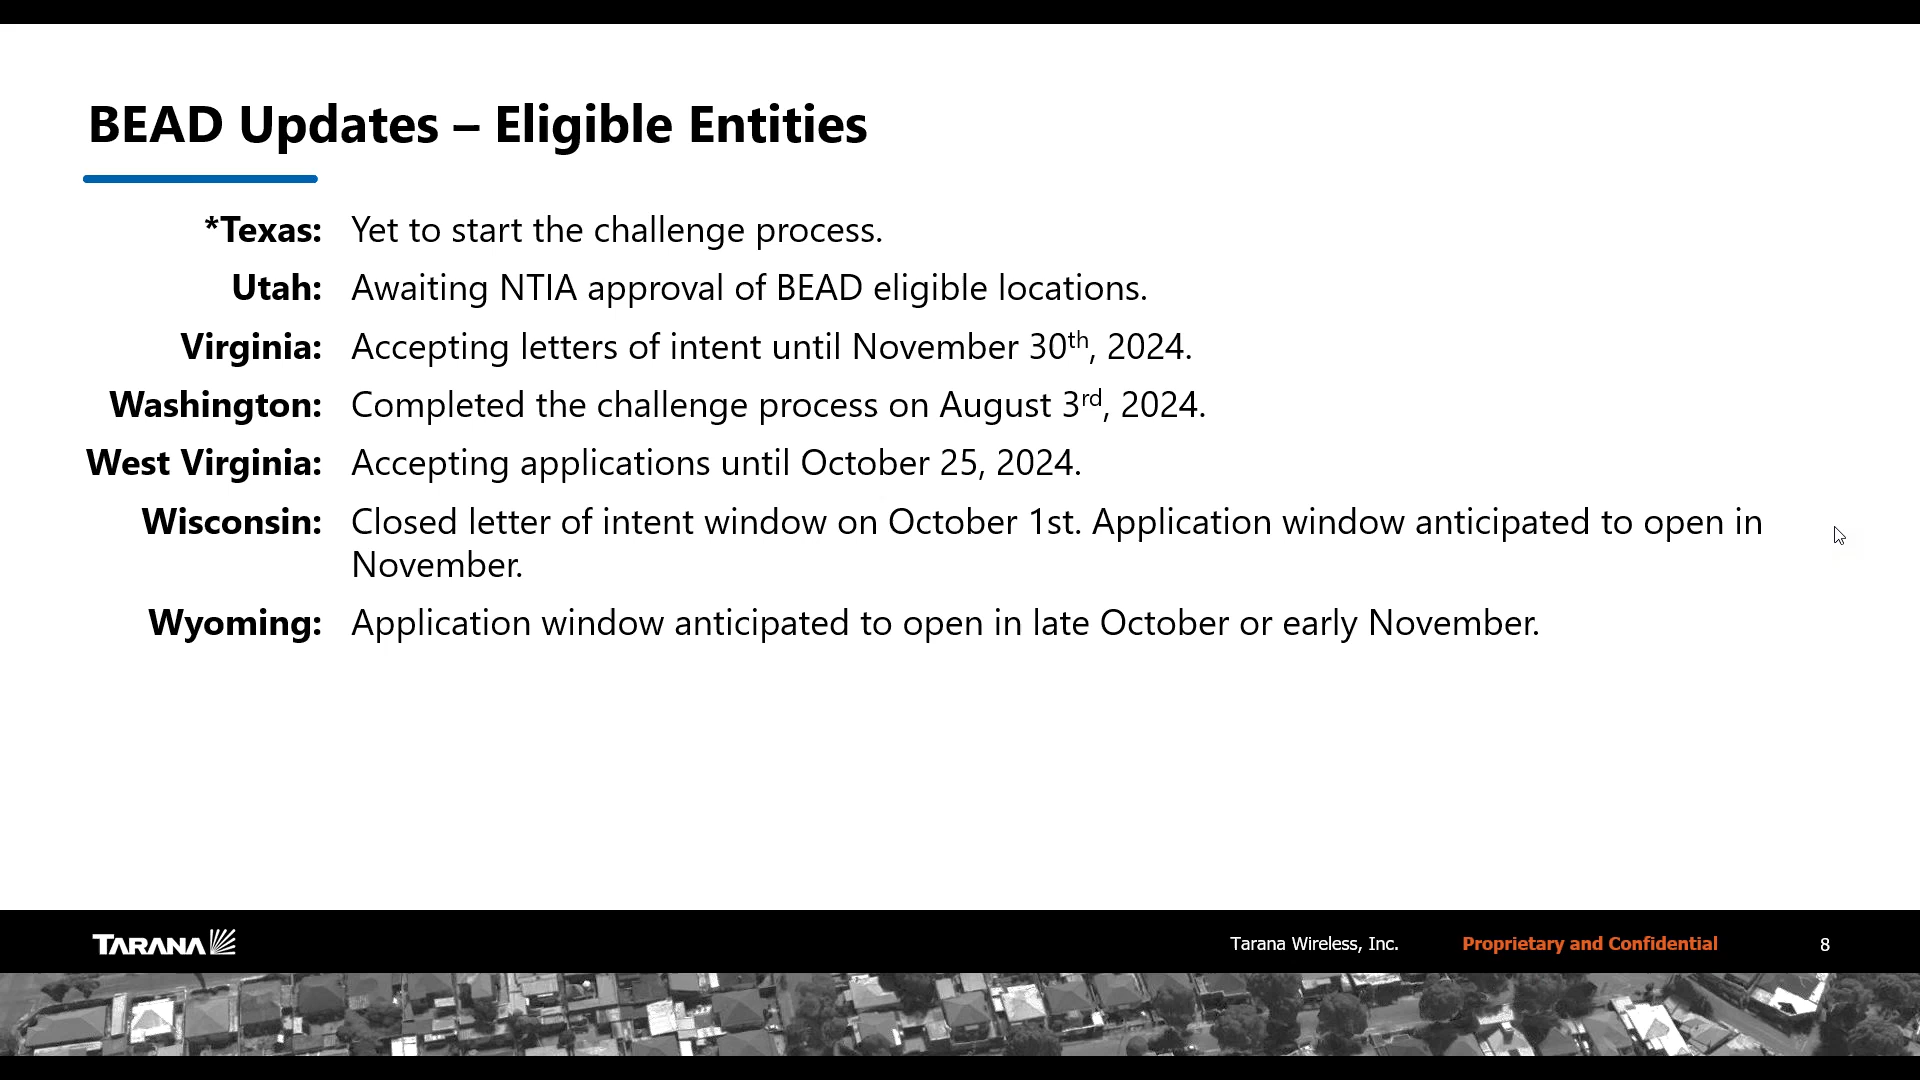 BEAD Updates – Eligible Entities
*Texas: Yet to start the challenge process.
Utah: Awaiting NTIA approval of BEAD eligible locations.
Virginia: Accepting letters of intent until November 30th, 2024.
Washington: Completed the challenge process on August 3rd, 2024.
West Virginia: Accepting applications until October 25, 2024.
Wisconsin: Closed letter of intent window on October 1st. Application window anticipated to open in
November.
Wyoming: Application window anticipated to open in late October or early November.
TARANA Tarana Wireless, Inc. Proprietary and Confidential 8